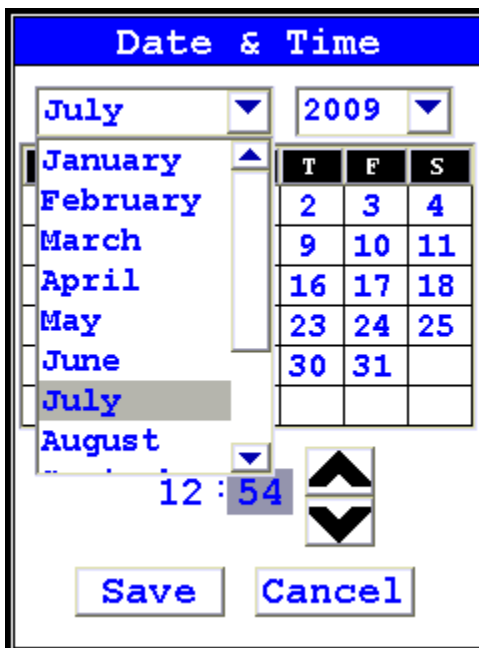 Date & Time
July 2009
January
T F S
February
2 3 4
March
9 10 11
April
16 17 18
May
23 24 25
June
30 31
July
August
12:54
Save Cancel